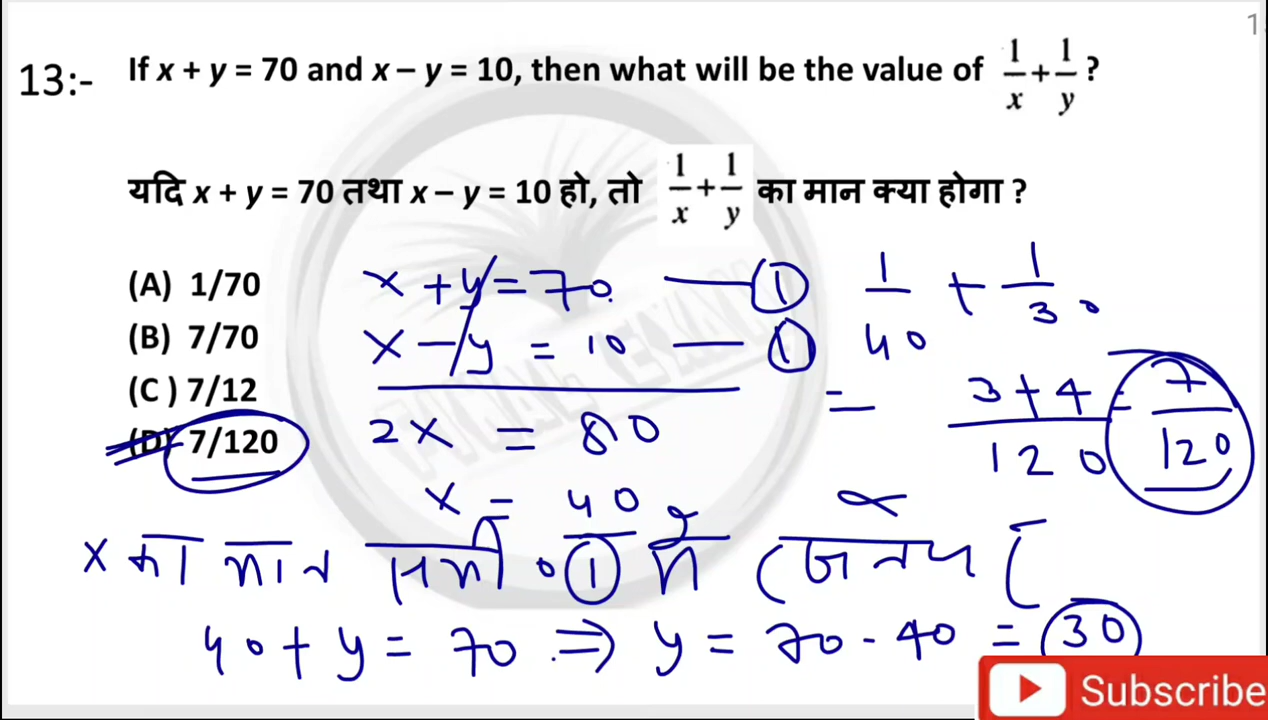 1
13:- If x + y = 70 and x – y = 10, then what will be the value of 1/x + 1/y ?
यदि x + y = 70 तथा x – y = 10 हो, तो 1/x + 1/y का मान क्या होगा ?
(A) 1/70
(B) 7/70
(C ) 7/12
(D) 7/120
x + y = 70 — ①
x - y = 10 — ①
2x = 80
x = 40
1/40 + 1/30
= 3+4/120 = 7/120
x का मान समी० ① में
40 + y = 70 ⇒ y = 70 - 40 = 30
Subscribe